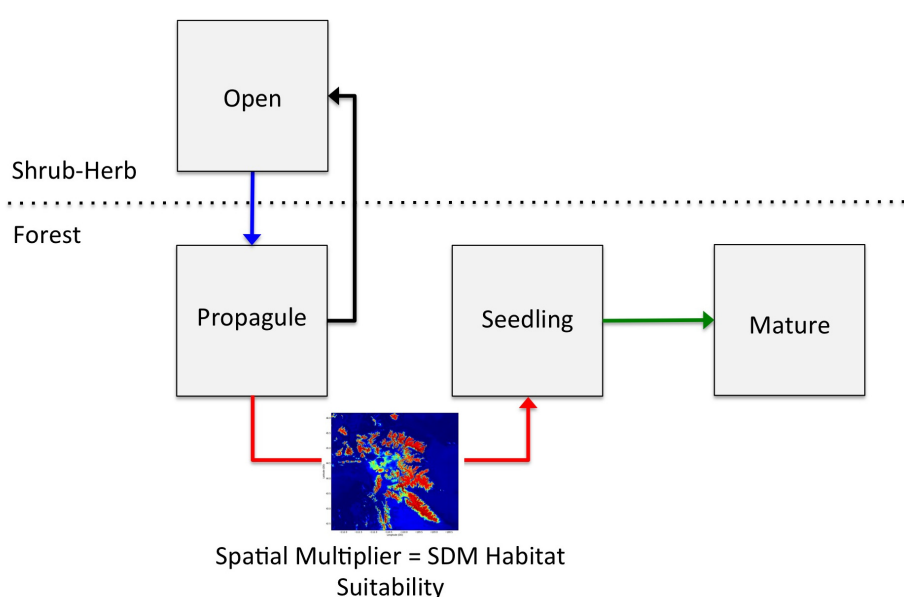 Open
Shrub-Herb
Forest
Propagule
Seedling
Mature
Spatial Multiplier = SDM Habitat
Suitability